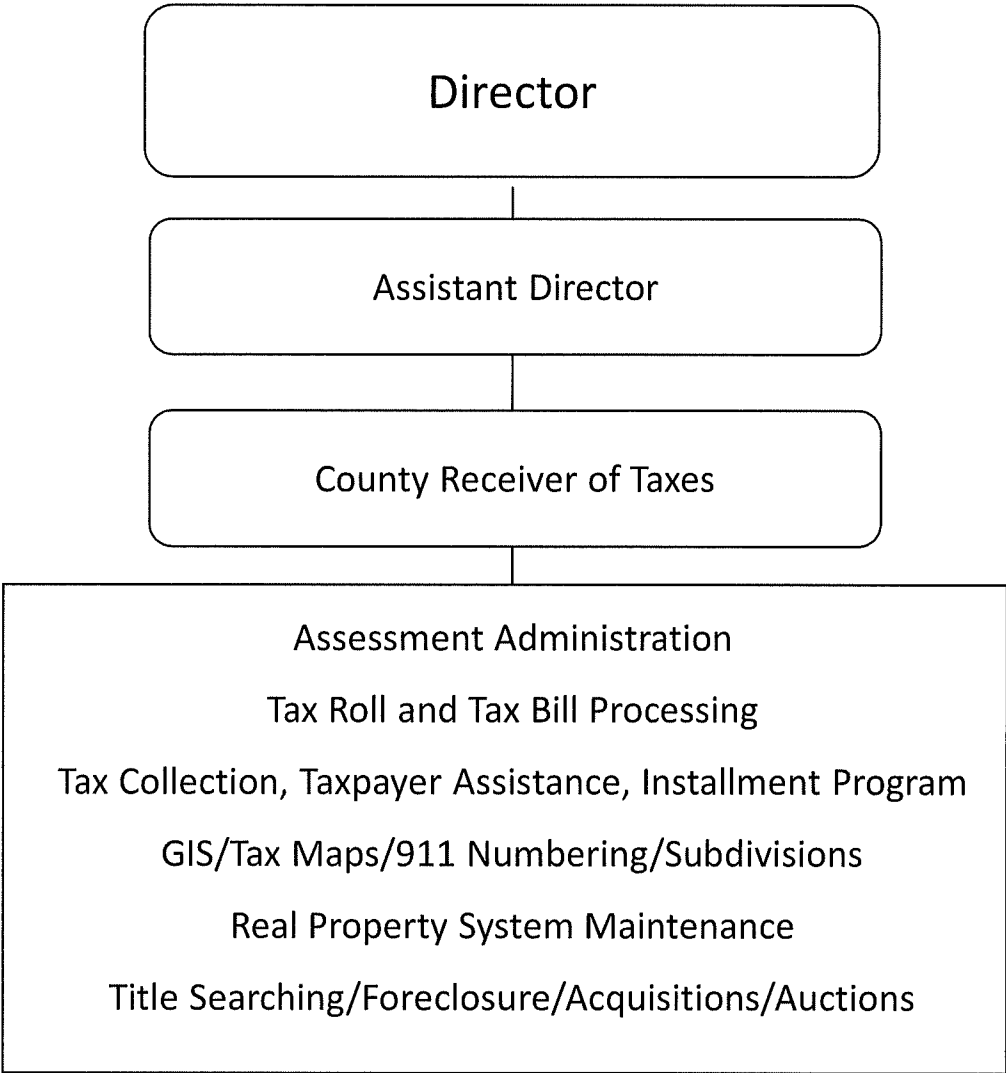 Director
Assistant Director
County Receiver of Taxes
Assessment Administration
Tax Roll and Tax Bill Processing
Tax Collection, Taxpayer Assistance, Installment Program
GIS/Tax Maps/911 Numbering/Subdivisions
Real Property System Maintenance
Title Searching/Foreclosure/Acquisitions/Auctions